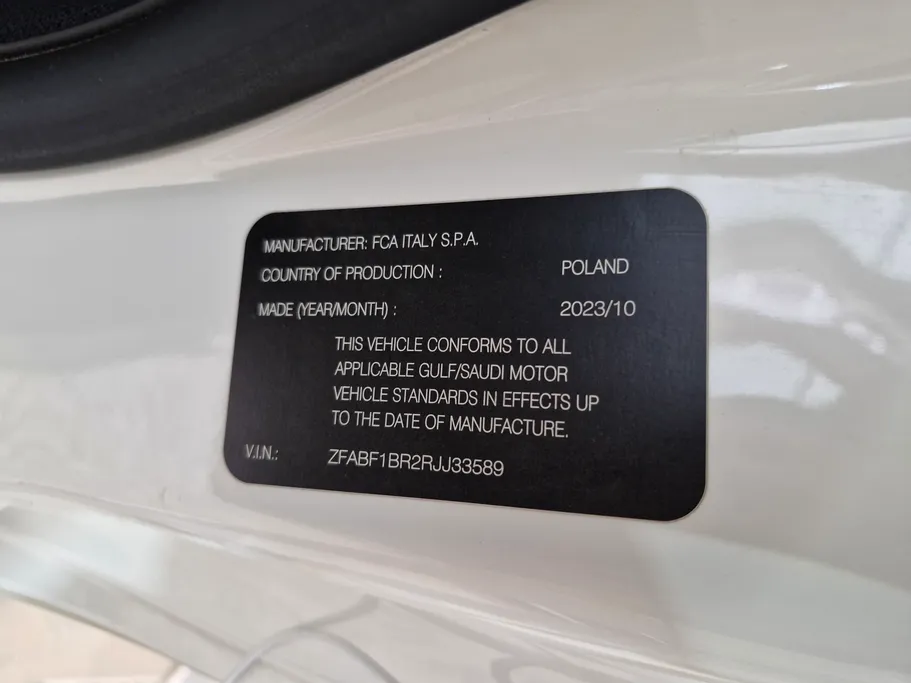 MANUFACTURER: FCA ITALY S.P.A.
COUNTRY OF PRODUCTION : POLAND
MADE (YEAR/MONTH) : 2023/10
THIS VEHICLE CONFORMS TO ALL
APPLICABLE GULF/SAUDI MOTOR
VEHICLE STANDARDS IN EFFECTS UP
TO THE DATE OF MANUFACTURE.
V.I.N.: ZFABF1BR2RJJ33589